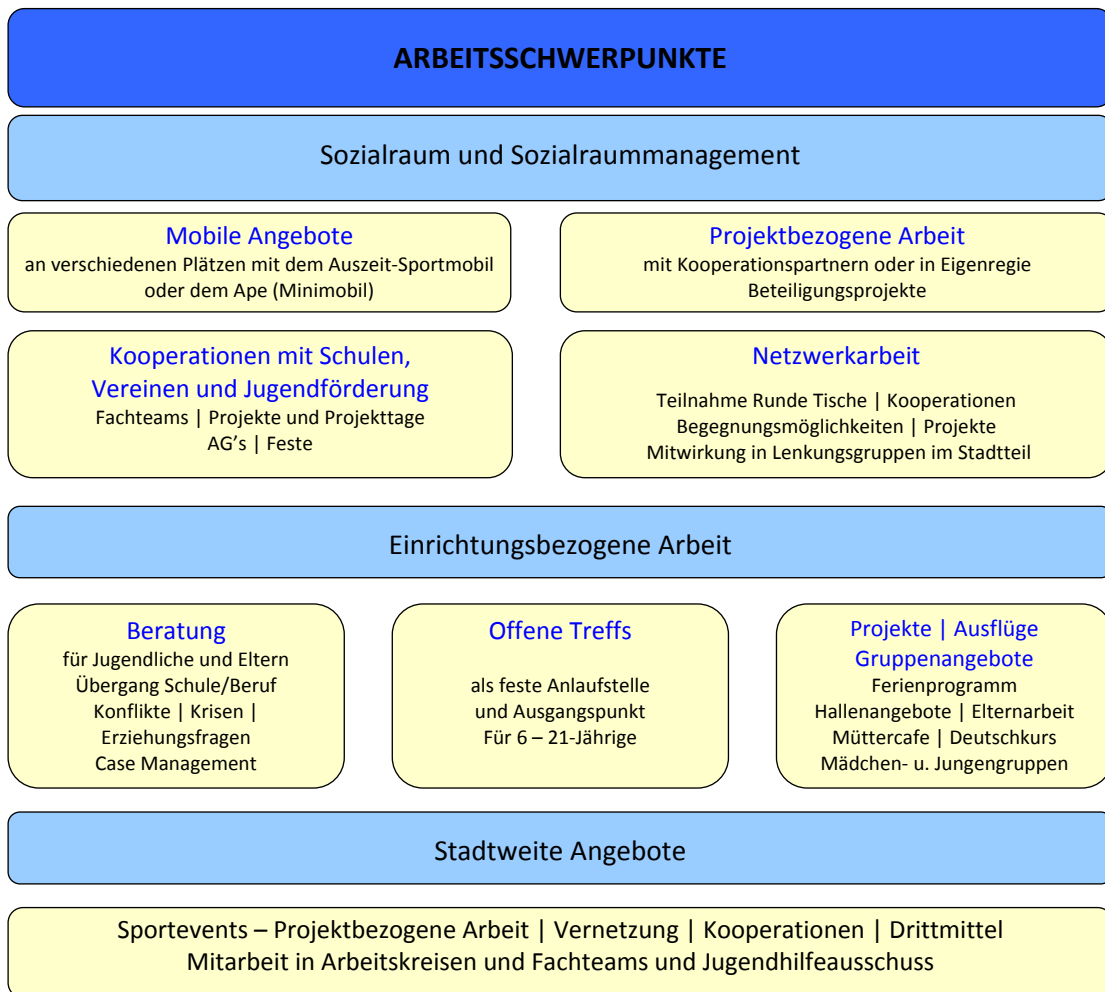 ARBEITSSCHWERPUNKTE
Sozialraum und Sozialraummanagement
Mobile Angebote
an verschiedenen Plätzen mit dem Auszeit-Sportmobil
oder dem Ape (Minimobil)
Projektbezogene Arbeit
mit Kooperationspartnern oder in Eigenregie
Beteiligungsprojekte
Kooperationen mit Schulen,
Vereinen und Jugendförderung
Fachteams | Projekte und Projekttage
AG's | Feste
Netzwerkarbeit
Teilnahme Runde Tische | Kooperationen
Begegnungsmöglichkeiten | Projekte
Mitwirkung in Lenkungsgruppen im Stadtteil
Einrichtungsbezogene Arbeit
Beratung
für Jugendliche und Eltern
Übergang Schule/Beruf
Konflikte | Krisen |
Erziehungsfragen
Case Management
Offene Treffs
als feste Anlaufstelle
und Ausgangspunkt
Für 6 – 21-Jährige
Projekte | Ausflüge
Gruppenangebote
Ferienprogramm
Hallenangebote | Elternarbeit
Müttercafe | Deutschkurs
Mädchen- u. Jungengruppen
Stadtweite Angebote
Sportevents – Projektbezogene Arbeit | Vernetzung | Kooperationen | Drittmittel
Mitarbeit in Arbeitskreisen und Fachteams und Jugendhilfeausschuss